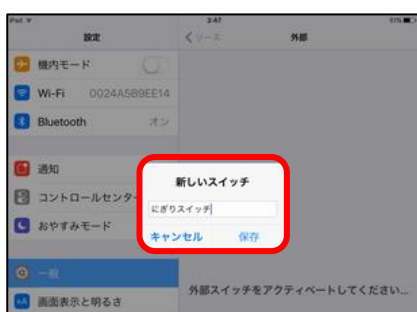 iPad
3:47
51%
設定
ソース
外部
機内モード
Wi-Fi 0024A5B9EE14
Bluetooth オン
通知
コントロールセンター
おやすみモード
一般
画面表示と明るさ
新しいスイッチ
にぎりスイッチ
キャンセル 保存
外部スイッチをアクティベートしてください...